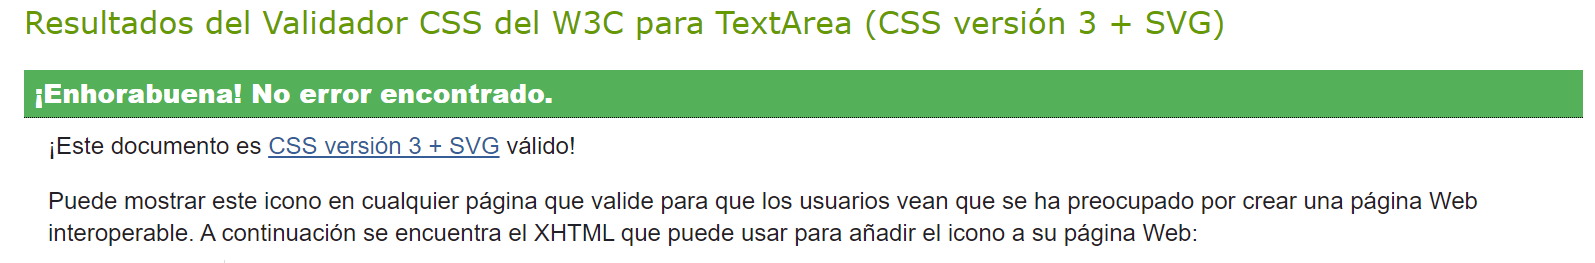 Resultados del Validador CSS del W3C para TextArea (CSS versión 3 + SVG)
¡Enhorabuena! No error encontrado.
¡Este documento es CSS versión 3 + SVG válido!
Puede mostrar este icono en cualquier página que valide para que los usuarios vean que se ha preocupado por crear una página Web
interoperable. A continuación se encuentra el XHTML que puede usar para añadir el icono a su página Web: